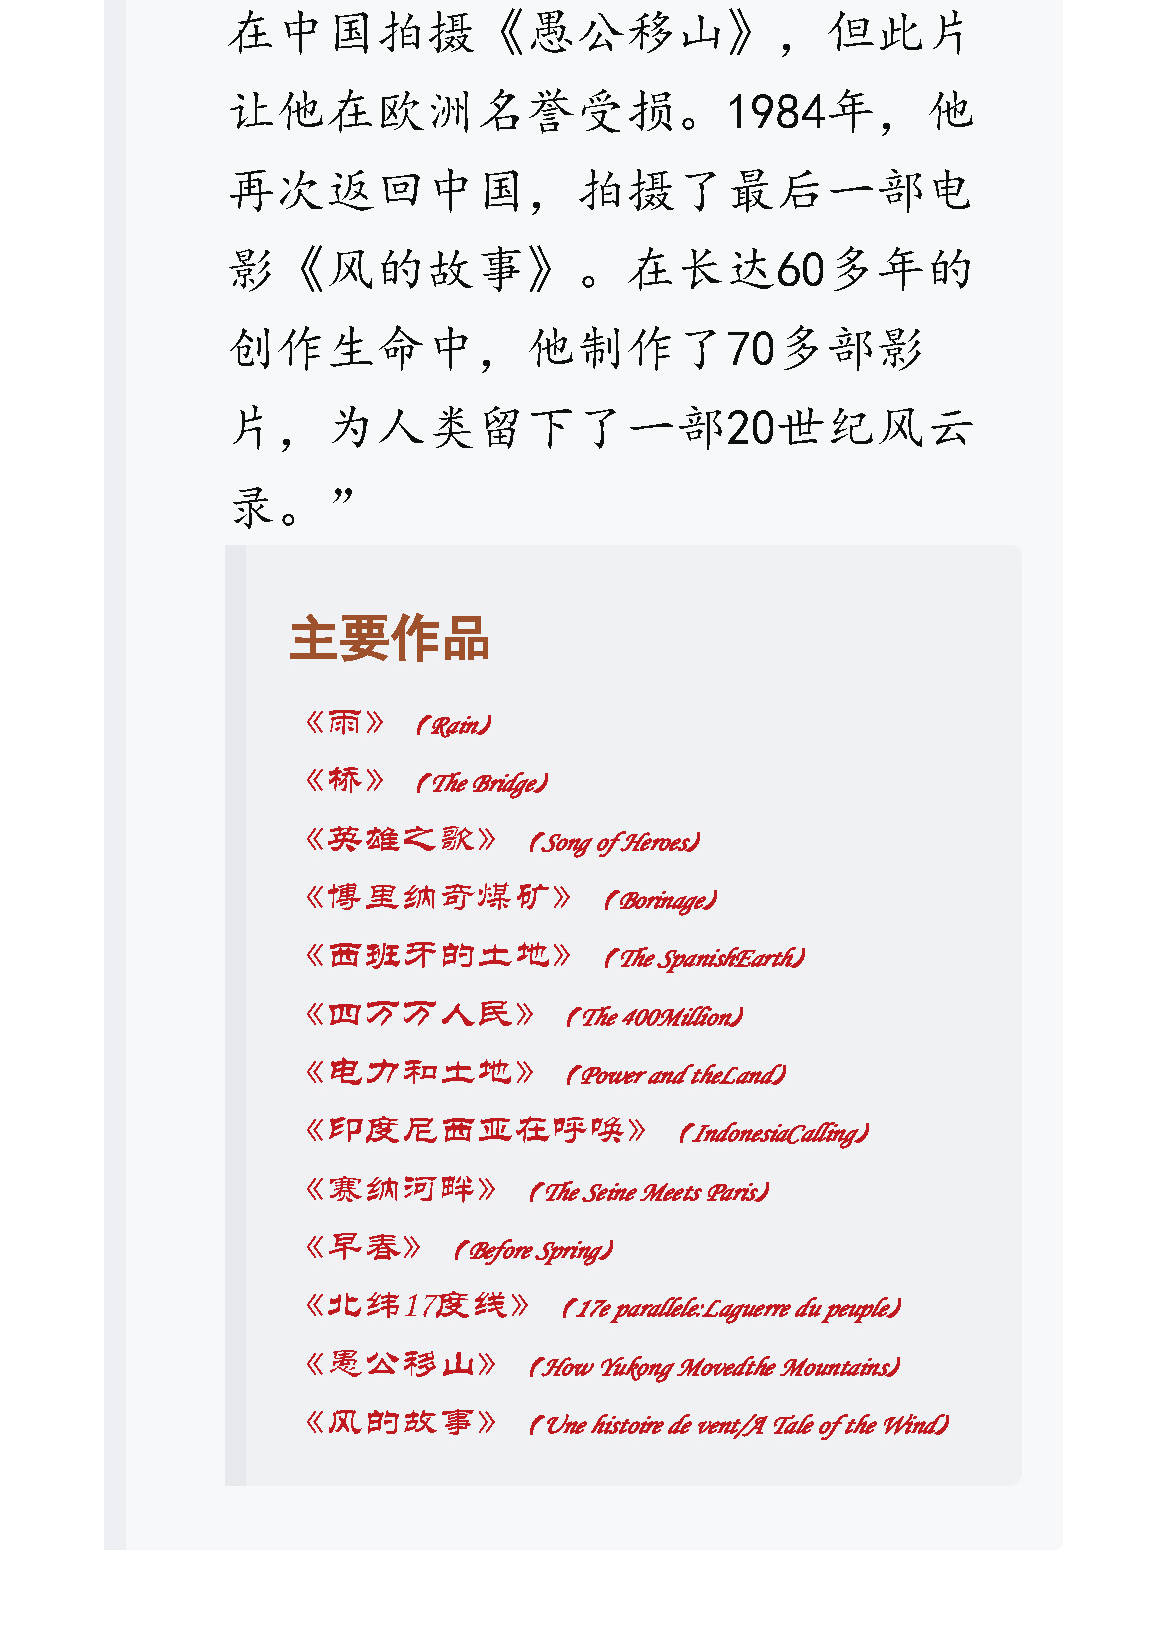 在中国拍摄《愚公移山》，但此片
让他在欧洲名誉受损。1984年，他
再次返回中国，拍摄了最后一部电
影《风的故事》。在长达60多年的
创作生命中，他制作了70多部影
片，为人类留下了一部20世纪风云
录。”
主要作品
《雨》（Rain）
《桥》（The Bridge）
《英雄之歌》（Song of Heroes）
《博里纳奇煤矿》（Borinage）
《西班牙的土地》（The SpanishEarth）
《四万万人民》（The 400Million）
《电力和土地》（Power and theLand）
《印度尼西亚在呼唤》（IndonesiaCalling）
《塞纳河畔》（The Seine Meets Paris）
《早春》（Before Spring）
《北纬17度线》（17e parallele:Laguerre du peuple）
《愚公移山》（How Yukong Movedthe Mountains）
《风的故事》（Une histoire de vent/A Tale of the Wind）